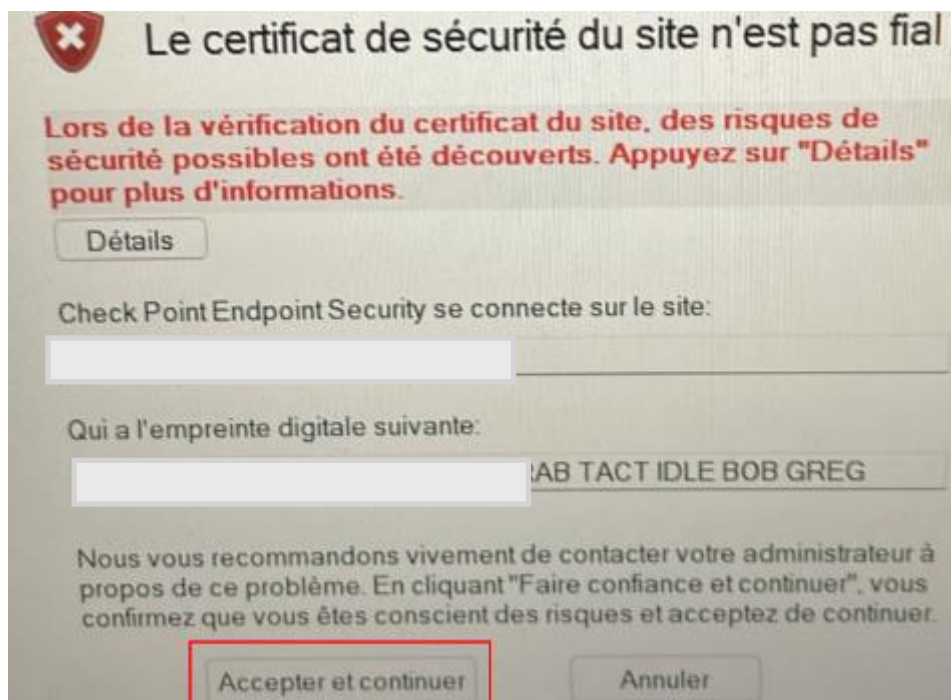 Le certificat de sécurité du site n'est pas fial
Lors de la vérification du certificat du site, des risques de
sécurité possibles ont été découverts. Appuyez sur "Détails"
pour plus d'informations.
Détails
Check Point Endpoint Security se connecte sur le site:
Qui a l'empreinte digitale suivante:
AB TACT IDLE BOB GREG
Nous vous recommandons vivement de contacter votre administrateur à
propos de ce problème. En cliquant "Faire confiance et continuer", vous
confirmez que vous êtes conscient des risques et acceptez de continuer.
Accepter et continuer
Annuler